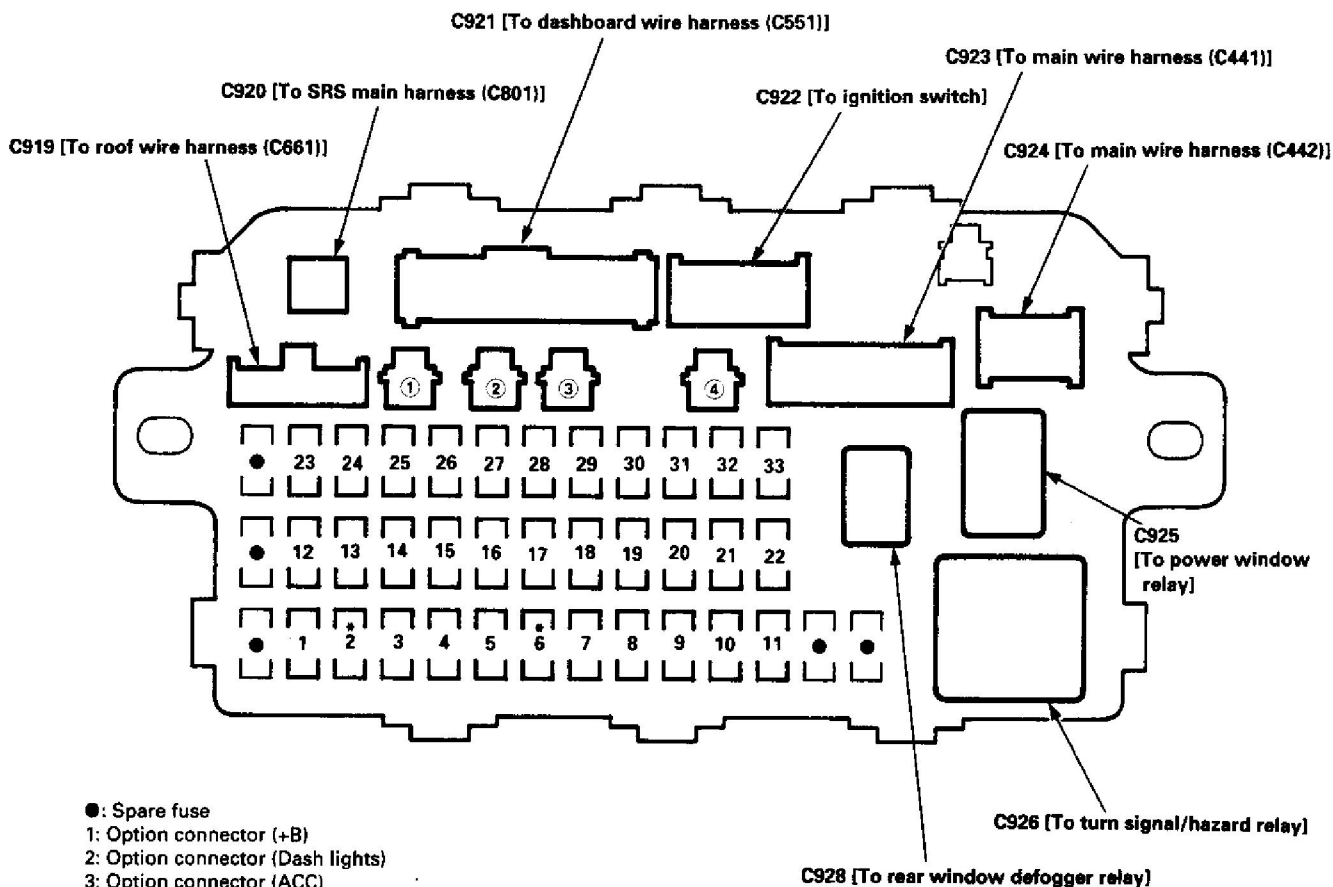 C921 [To dashboard wire harness (C551)]
C923 [To main wire harness (C441)]
C920 [To SRS main harness (C801)]
C922 [To ignition switch]
C919 [To roof wire harness (C661)]
C924 [To main wire harness (C442)]
① ② ③ ④
● 23 24 25 26 27 28 29 30 31 32 33
● 12 13 14 15 16 17 18 19 20 21 22
● 1 *2 3 4 5 *6 7 8 9 10 11 ● ●
C925
[To power window
relay]
●: Spare fuse
1: Option connector (+B)
2: Option connector (Dash lights)
3: Option connector (ACC)
C926 [To turn signal/hazard relay]
C928 [To rear window defogger relay]